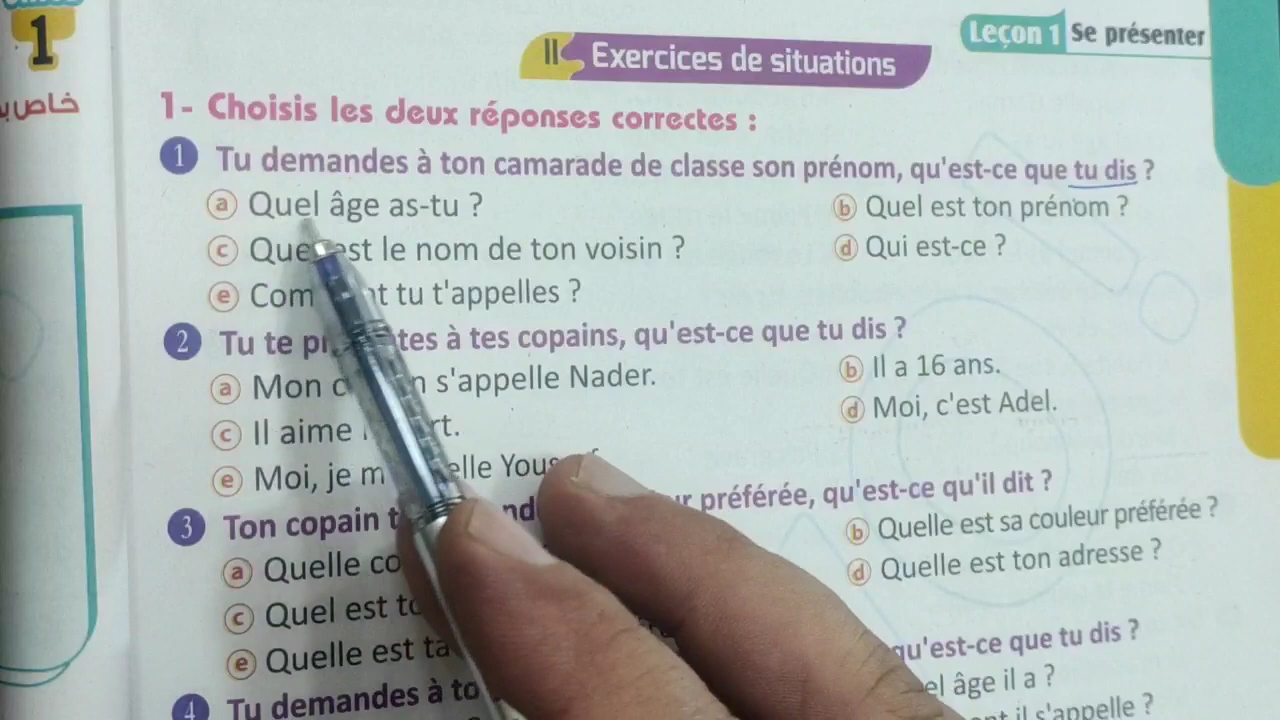 1
خاص
Leçon 1 Se présenter
II Exercices de situations
1- Choisis les deux réponses correctes :
1 Tu demandes à ton camarade de classe son prénom, qu'est-ce que tu dis ?
a Quel âge as-tu ?
b Quel est ton prénom ?
c Que est le nom de ton voisin ?
d Qui est-ce ?
e Com t tu t'appelles ?
2 Tu te tes à tes copains, qu'est-ce que tu dis ?
a Mon s'appelle Nader.
b Il a 16 ans.
c Il aime rt.
d Moi, c'est Adel.
e Moi, je m elle
3 Ton copain préférée, qu'est-ce qu'il dit ?
a Quelle
b Quelle est sa couleur préférée ?
c Quel est
d Quelle est ton adresse ?
e Quelle est ta
4 Tu demandes à qu'est-ce que tu dis ?
âge il a ?
il s'appelle ?